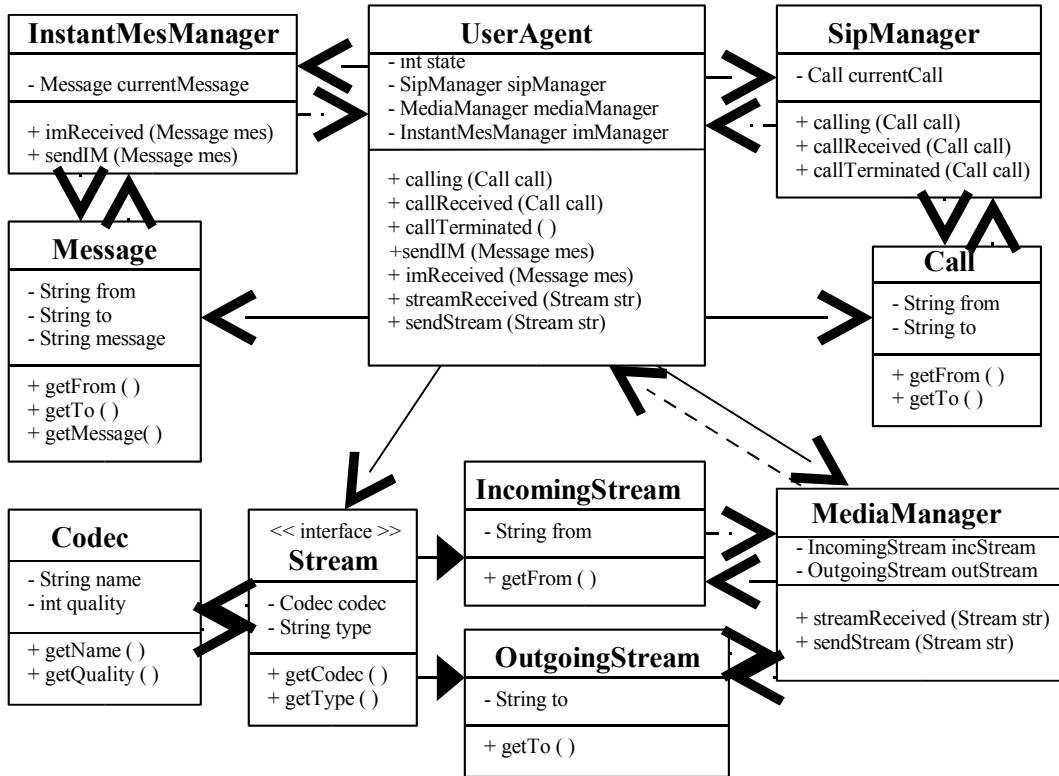 InstantMesManager
- Message currentMessage
+ imReceived (Message mes)
+ sendIM (Message mes)
UserAgent
- int state
- SipManager sipManager
- MediaManager mediaManager
- InstantMesManager imManager
+ calling (Call call)
+ callReceived (Call call)
+ callTerminated ( )
+sendIM (Message mes)
+ imReceived (Message mes)
+ streamReceived (Stream str)
+ sendStream (Stream str)
SipManager
- Call currentCall
+ calling (Call call)
+ callReceived (Call call)
+ callTerminated (Call call)
Message
- String from
- String to
- String message
+ getFrom ( )
+ getTo ( )
+ getMessage( )
Call
- String from
- String to
+ getFrom ( )
+ getTo ( )
Codec
- String name
- int quality
+ getName ( )
+ getQuality ( )
<< interface >>
Stream
- Codec codec
- String type
+ getCodec ( )
+ getType ( )
IncomingStream
- String from
+ getFrom ( )
OutgoingStream
- String to
+ getTo ( )
MediaManager
- IncomingStream incStream
- OutgoingStream outStream
+ streamReceived (Stream str)
+ sendStream (Stream str)